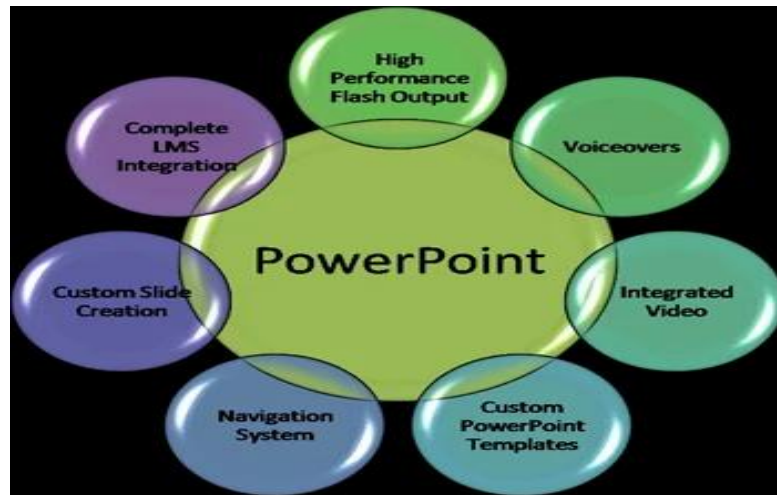 High
Performance
Flash Output
Voiceovers
Integrated
Video
Custom
PowerPoint
Templates
Navigation
System
Custom Slide
Creation
Complete
LMS
Integration
PowerPoint